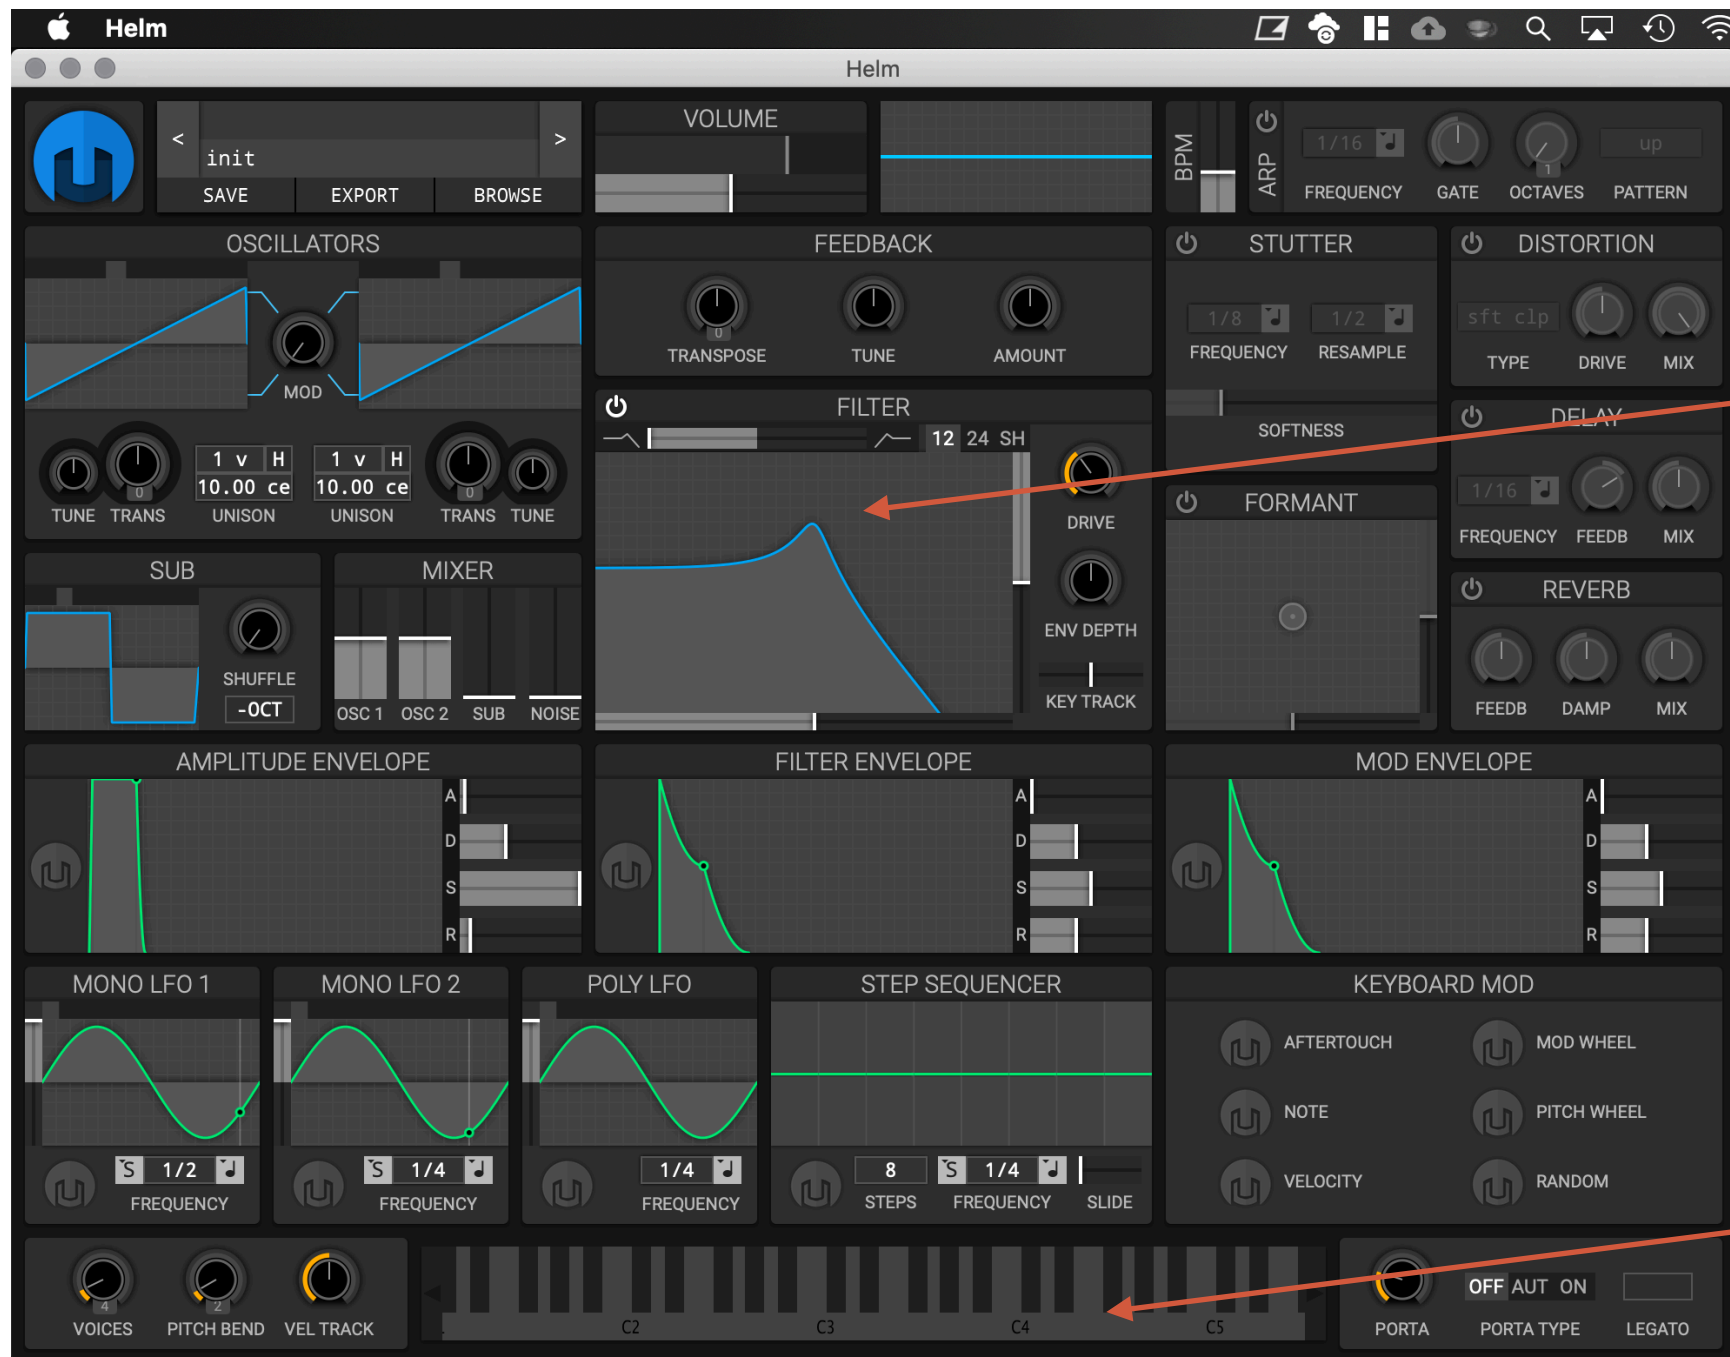 Helm
Helm
<
init
>
SAVE EXPORT BROWSE
VOLUME
BPM
ARP
1/16
up
1
FREQUENCY GATE OCTAVES PATTERN
OSCILLATORS
MOD
0
1 v H
10.00 ce
1 v H
10.00 ce
0
TUNE TRANS UNISON UNISON TRANS TUNE
FEEDBACK
0
TRANSPOSE TUNE AMOUNT
STUTTER
1/8 1/2
FREQUENCY RESAMPLE
SOFTNESS
DISTORTION
sft clp
TYPE DRIVE MIX
FILTER
12 24 SH
DRIVE
ENV DEPTH
KEY TRACK
DELAY
1/16
FREQUENCY FEEDB MIX
FORMANT
REVERB
FEEDB DAMP MIX
SUB
SHUFFLE
-OCT
MIXER
OSC 1 OSC 2 SUB NOISE
AMPLITUDE ENVELOPE
A
D
S
R
FILTER ENVELOPE
A
D
S
R
MOD ENVELOPE
A
D
S
R
MONO LFO 1
S 1/2
FREQUENCY
MONO LFO 2
S 1/4
FREQUENCY
POLY LFO
1/4
FREQUENCY
STEP SEQUENCER
8 S 1/4
STEPS FREQUENCY SLIDE
KEYBOARD MOD
AFTERTOUCH MOD WHEEL
NOTE PITCH WHEEL
VELOCITY RANDOM
4 2
VOICES PITCH BEND VEL TRACK
C2 C3 C4 C5
OFF AUT ON
PORTA PORTA TYPE LEGATO